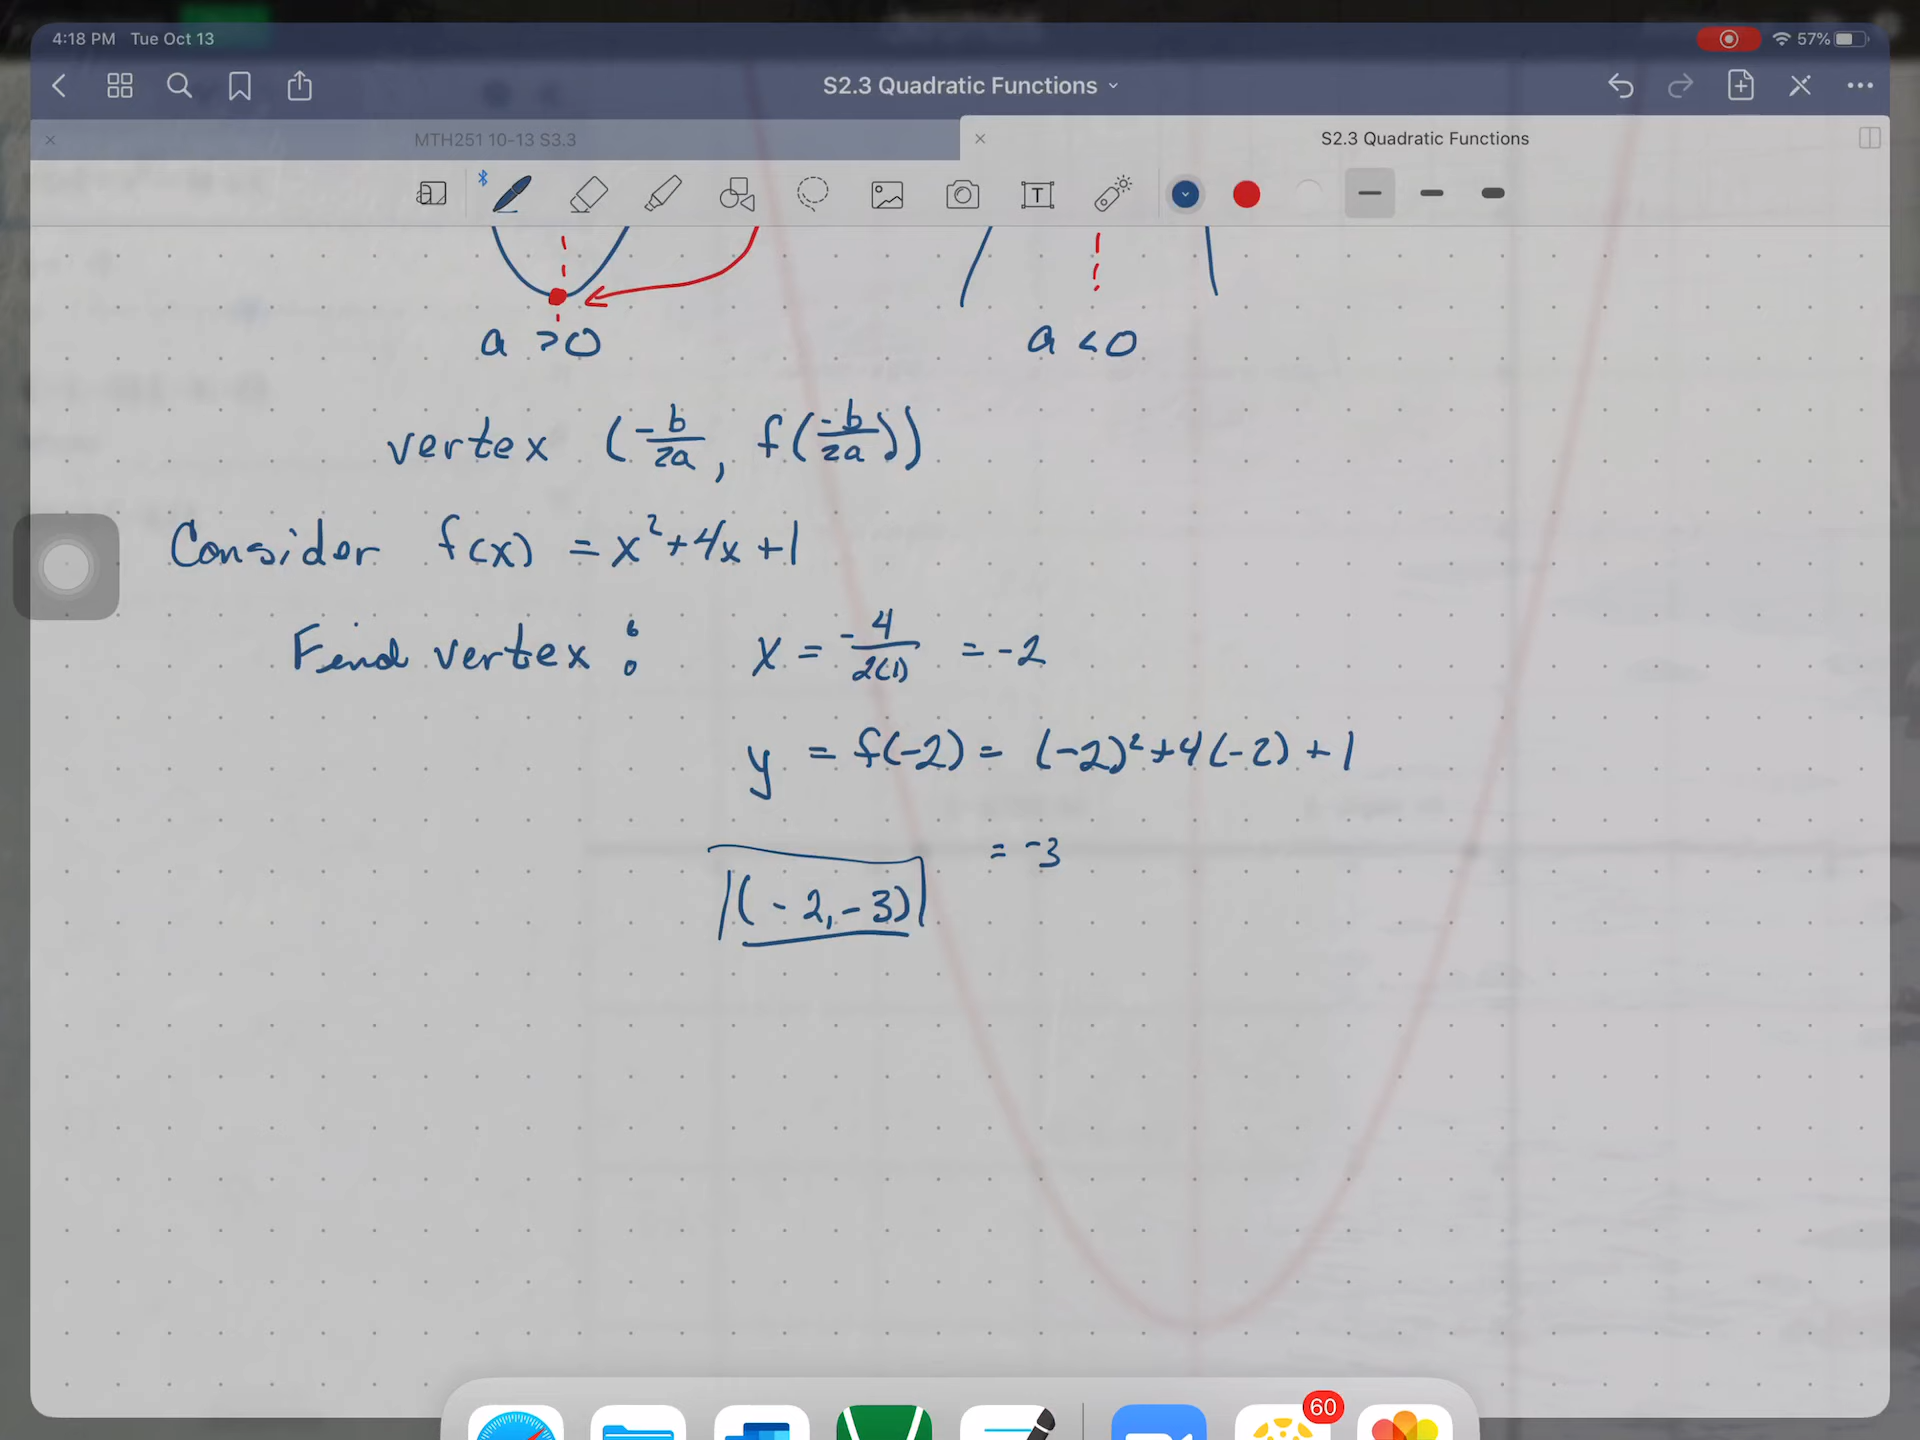 4:18 PM Tue Oct 13
57%
S2.3 Quadratic Functions
MTH251 10-13 S3.3
S2.3 Quadratic Functions
a
T
a > 0
a < 0
vertex (-b/2a, f(-b/2a))
Consider f(x) = x²+4x+1
Find vertex : x = -4/2(1) = -2
y = f(-2) = (-2)²+4(-2)+1
= -3
(-2,-3)
60